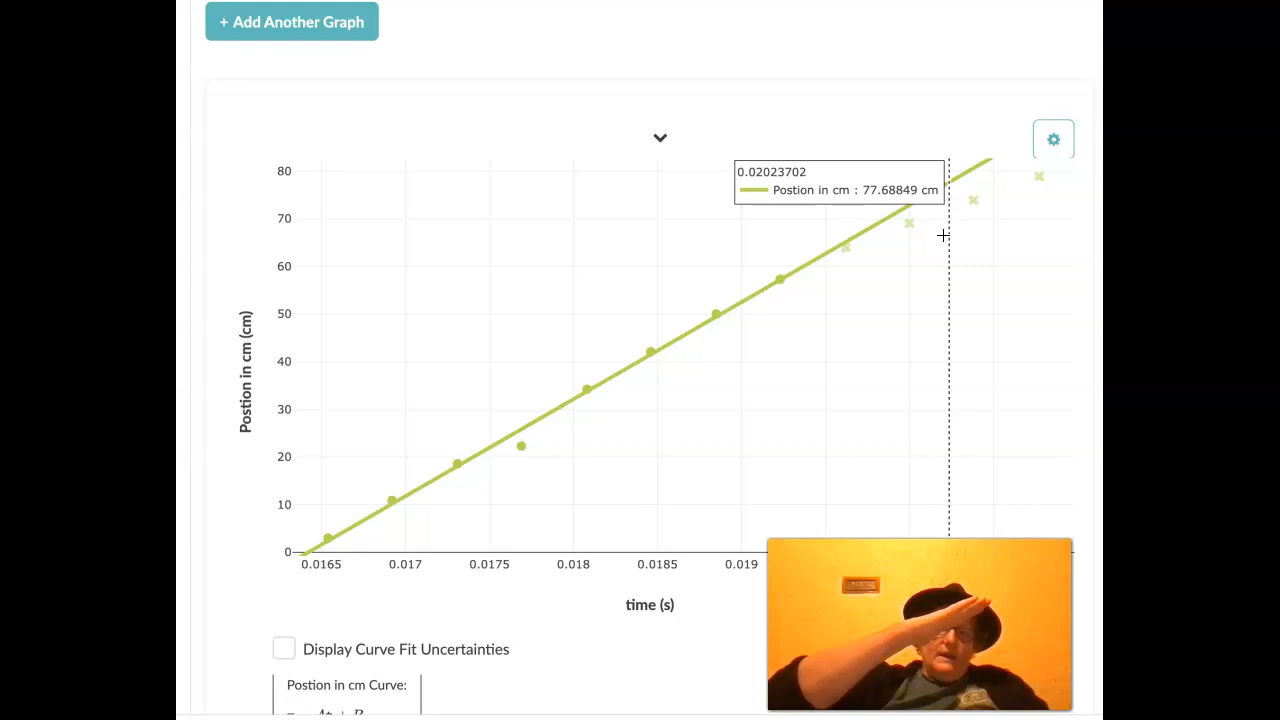 + Add Another Graph
0.02023702
Postion in cm : 77.68849 cm
80
70
60
50
40
30
20
10
0
Postion in cm (cm)
0.0165 0.017 0.0175 0.018 0.0185 0.019
time (s)
Display Curve Fit Uncertainties
Postion in cm Curve: